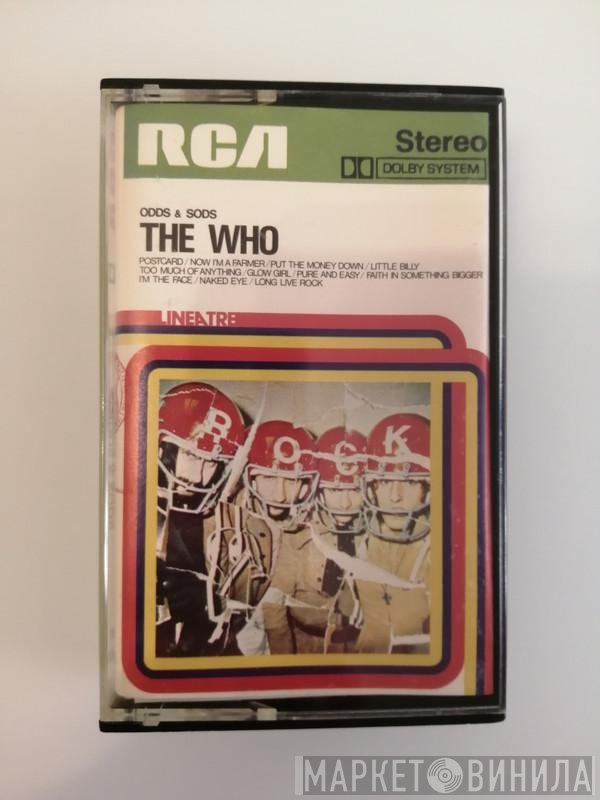 RCA
Stereo
DOLBY SYSTEM
ODDS & SODS
THE WHO
POSTCARD / NOW I'M A FARMER / PUT THE MONEY DOWN / LITTLE BILLY
TOO MUCH OF ANYTHING / GLOW GIRL / PURE AND EASY / FAITH IN SOMETHING BIGGER
I'M THE FACE / NAKED EYE / LONG LIVE ROCK
LINEATRE
R O C K
МАРКЕТ ВИНИЛА